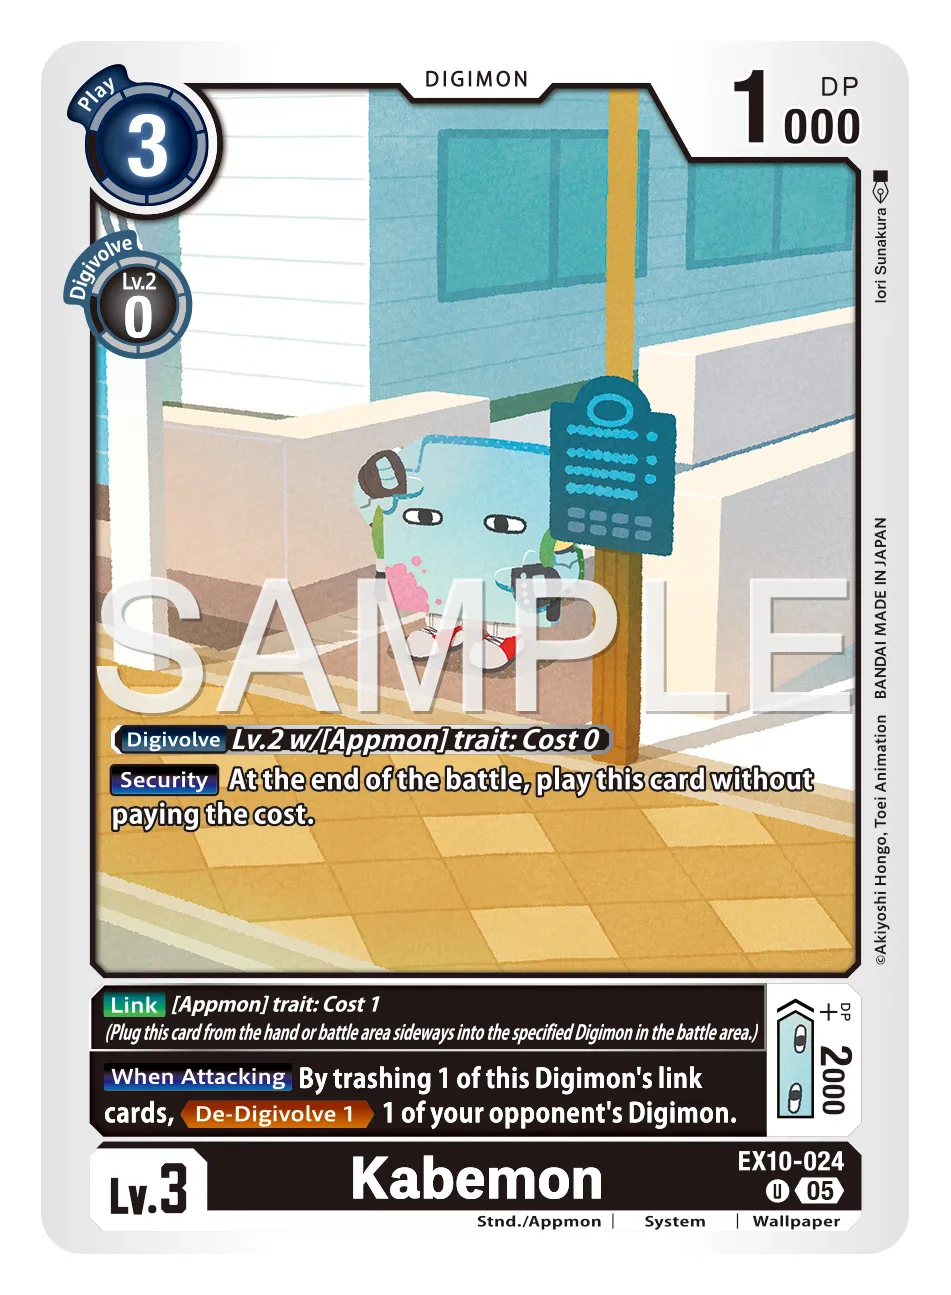 DIGIMON
Play
3
1000
DP
Digivolve
Lv.2
0
Iori Sunakura
SAMPLE
Digivolve Lv.2 w/[Appmon] trait: Cost 0
Security At the end of the battle, play this card without
paying the cost.
©Akiyoshi Hongo, Toei Animation BANDAI MADE IN JAPAN
Link [Appmon] trait: Cost 1
(Plug this card from the hand or battle area sideways into the specified Digimon in the battle area.)
When Attacking By trashing 1 of this Digimon's link
cards, De-Digivolve 1 1 of your opponent's Digimon.
DP
+2000
Lv.3
Kabemon
EX10-024
U 05
Stnd./Appmon | System | Wallpaper